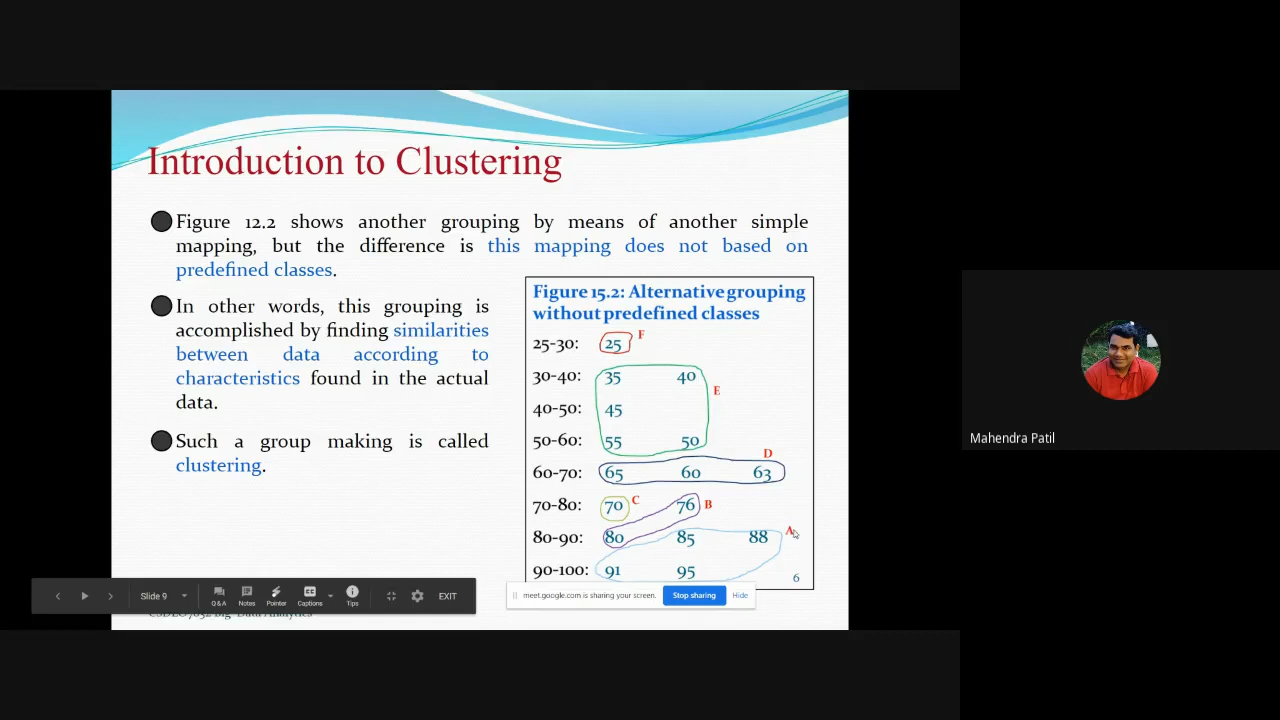 Introduction to Clustering
Figure 12.2 shows another grouping by means of another simple
mapping, but the difference is this mapping does not based on
predefined classes.
In other words, this grouping is
accomplished by finding similarities
between data according to
characteristics found in the actual
data.
Such a group making is called
clustering.
Figure 15.2: Alternative grouping
without predefined classes
25-30: 25 F
30-40: 35 40
E
40-50: 45
50-60: 55 50
D
60-70: 65 60 63
70-80: 70 C 76 B
80-90: 80 85 88 A
90-100: 91 95
6
Slide 9 Q&A Notes Pointer Captions Tips EXIT
meet.google.com is sharing your screen. Stop sharing Hide
Big Data Analytics
Mahendra Patil